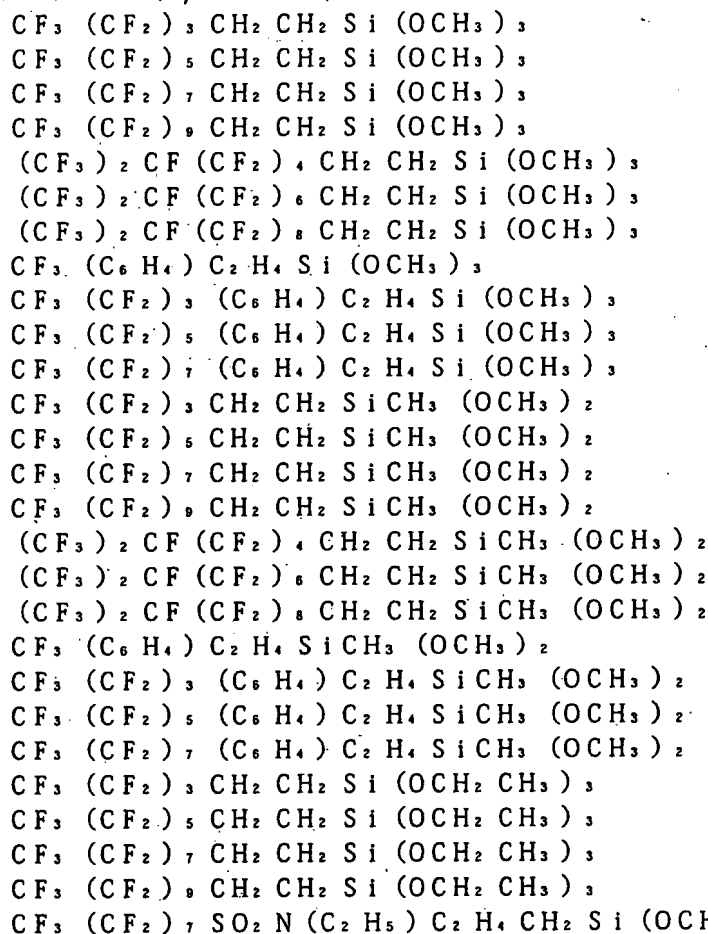 CF₃ (CF₂)₃ CH₂ CH₂ Si (OCH₃)₃
CF₃ (CF₂)₅ CH₂ CH₂ Si (OCH₃)₃
CF₃ (CF₂)₇ CH₂ CH₂ Si (OCH₃)₃
CF₃ (CF₂)₉ CH₂ CH₂ Si (OCH₃)₃
(CF₃)₂ CF (CF₂)₄ CH₂ CH₂ Si (OCH₃)₃
(CF₃)₂ CF (CF₂)₆ CH₂ CH₂ Si (OCH₃)₃
(CF₃)₂ CF (CF₂)₈ CH₂ CH₂ Si (OCH₃)₃
CF₃ (C₆ H₄) C₂ H₄ Si (OCH₃)₃
CF₃ (CF₂)₃ (C₆ H₄) C₂ H₄ Si (OCH₃)₃
CF₃ (CF₂)₅ (C₆ H₄) C₂ H₄ Si (OCH₃)₃
CF₃ (CF₂)₇ (C₆ H₄) C₂ H₄ Si (OCH₃)₃
CF₃ (CF₂)₃ CH₂ CH₂ SiCH₃ (OCH₃)₂
CF₃ (CF₂)₅ CH₂ CH₂ SiCH₃ (OCH₃)₂
CF₃ (CF₂)₇ CH₂ CH₂ SiCH₃ (OCH₃)₂
CF₃ (CF₂)₉ CH₂ CH₂ SiCH₃ (OCH₃)₂
(CF₃)₂ CF (CF₂)₄ CH₂ CH₂ SiCH₃ (OCH₃)₂
(CF₃)₂ CF (CF₂)₆ CH₂ CH₂ SiCH₃ (OCH₃)₂
(CF₃)₂ CF (CF₂)₈ CH₂ CH₂ SiCH₃ (OCH₃)₂
CF₃ (C₆ H₄) C₂ H₄ SiCH₃ (OCH₃)₂
CF₃ (CF₂)₃ (C₆ H₄) C₂ H₄ SiCH₃ (OCH₃)₂
CF₃ (CF₂)₅ (C₆ H₄) C₂ H₄ SiCH₃ (OCH₃)₂
CF₃ (CF₂)₇ (C₆ H₄) C₂ H₄ SiCH₃ (OCH₃)₂
CF₃ (CF₂)₃ CH₂ CH₂ Si (OCH₂ CH₃)₃
CF₃ (CF₂)₅ CH₂ CH₂ Si (OCH₂ CH₃)₃
CF₃ (CF₂)₇ CH₂ CH₂ Si (OCH₂ CH₃)₃
CF₃ (CF₂)₉ CH₂ CH₂ Si (OCH₂ CH₃)₃
CF₃ (CF₂)₇ SO₂ N (C₂ H₅) C₂ H₄ CH₂ Si (OCH